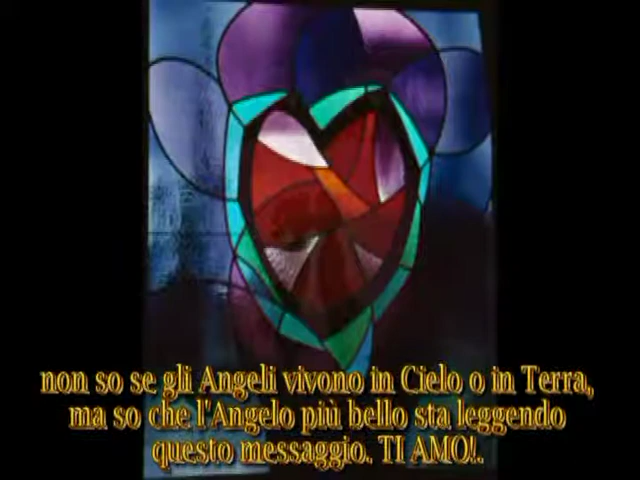 non so se gli Angeli vivono in Cielo o in Terra,
ma so che l'Angelo più bello sta leggendo
questo messaggio. TI AMO!.